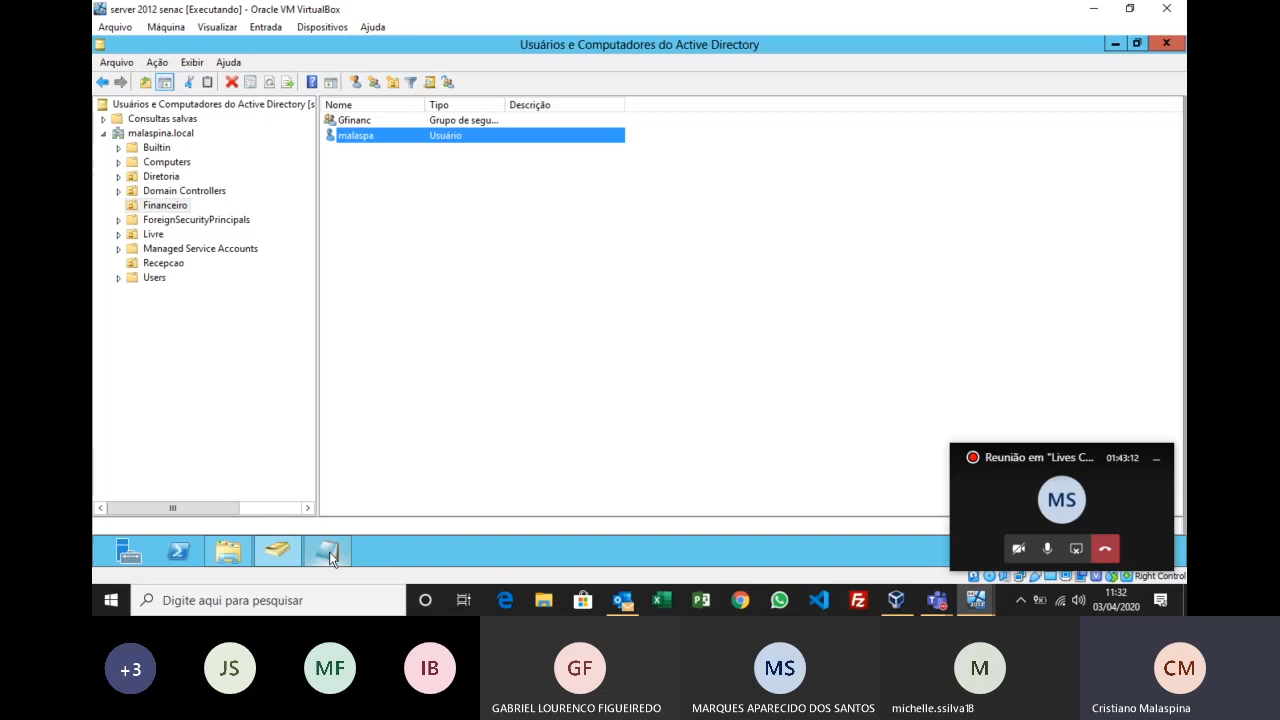 server 2012 senac [Executando] - Oracle VM VirtualBox
Arquivo Máquina Visualizar Entrada Dispositivos Ajuda
Usuários e Computadores do Active Directory
Arquivo Ação Exibir Ajuda
Usuários e Computadores do Active Directory [s
Consultas salvas
malaspina.local
Builtin
Computers
Diretoria
Domain Controllers
Financeiro
ForeignSecurityPrincipals
Livre
Managed Service Accounts
Recepcao
Users
Nome Tipo Descrição
Gfinanc Grupo de segu...
malaspa Usuário
Reunião em "Lives C... 01:43:12
MS
Right Control
Digite aqui para pesquisar
11:32
03/04/2020
+3 JS MF IB GF MS M CM
GABRIEL LOURENCO FIGUEIREDO MARQUES APARECIDO DOS SANTOS michelle.ssilva18 Cristiano Malaspina